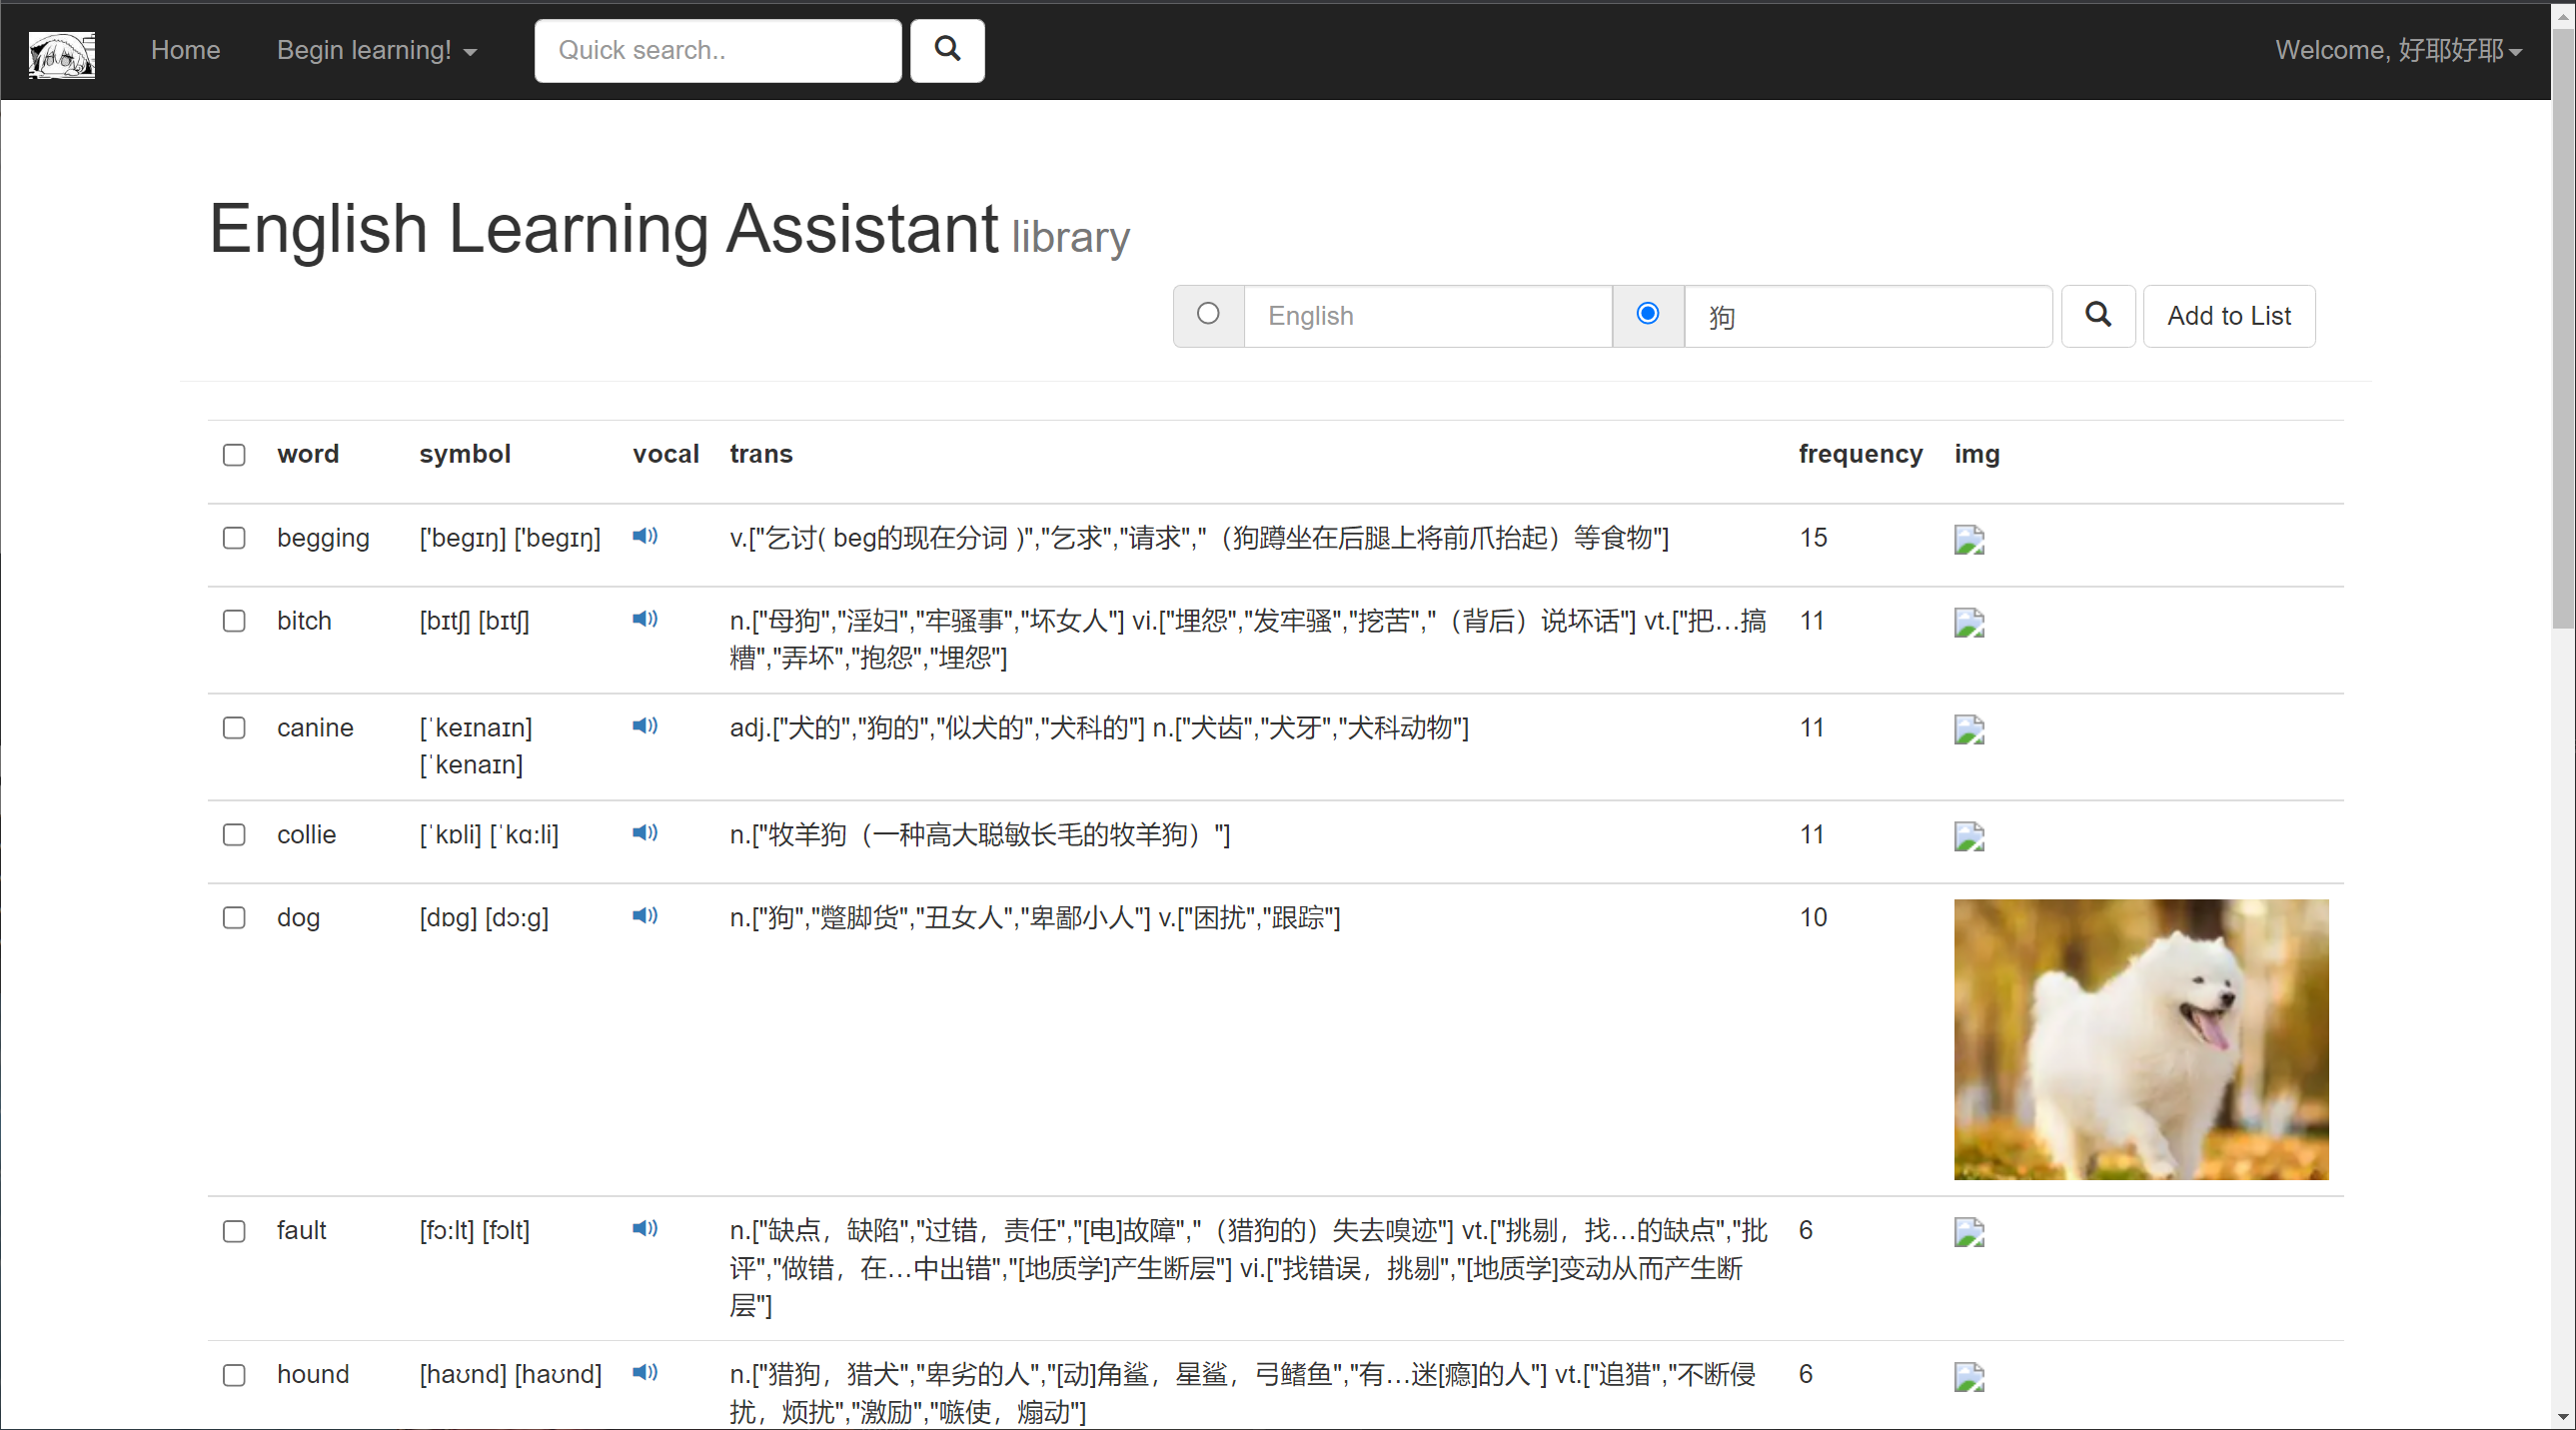 Home
Begin learning!
Quick search..
Welcome, 好耶好耶
English Learning Assistant library
English
狗
Add to List
word symbol vocal trans frequency img
begging ['begɪŋ] ['begɪŋ] v.["乞讨( beg的现在分词 )","乞求","请求","（狗蹲坐在后腿上将前爪抬起）等食物"] 15
bitch [bɪtʃ] [bɪtʃ] n.["母狗","淫妇","牢骚事","坏女人"] vi.["埋怨","发牢骚","挖苦","（背后）说坏话"] vt.["把…搞 11
糟","弄坏","抱怨","埋怨"]
canine [ˈkeɪnaɪn] adj.["犬的","狗的","似犬的","犬科的"] n.["犬齿","犬牙","犬科动物"] 11
[ˈkenaɪn]
collie [ˈkɒli] [ˈkɑ:li] n.["牧羊狗（一种高大聪敏长毛的牧羊狗）"] 11
dog [dɒg] [dɔ:g] n.["狗","蹩脚货","丑女人","卑鄙小人"] v.["困扰","跟踪"] 10
fault [fɔ:lt] [fɔlt] n.["缺点，缺陷","过错，责任","[电]故障","（猎狗的）失去嗅迹"] vt.["挑剔，找…的缺点","批 6
评","做错，在…中出错","[地质学]产生断层"] vi.["找错误，挑剔","[地质学]变动从而产生断
层"]
hound [haʊnd] [haʊnd] n.["猎狗，猎犬","卑劣的人","[动]角鲨，星鲨，弓鳍鱼","有…迷[瘾]的人"] vt.["追猎","不断侵 6
扰，烦扰","激励","嗾使，煽动"]